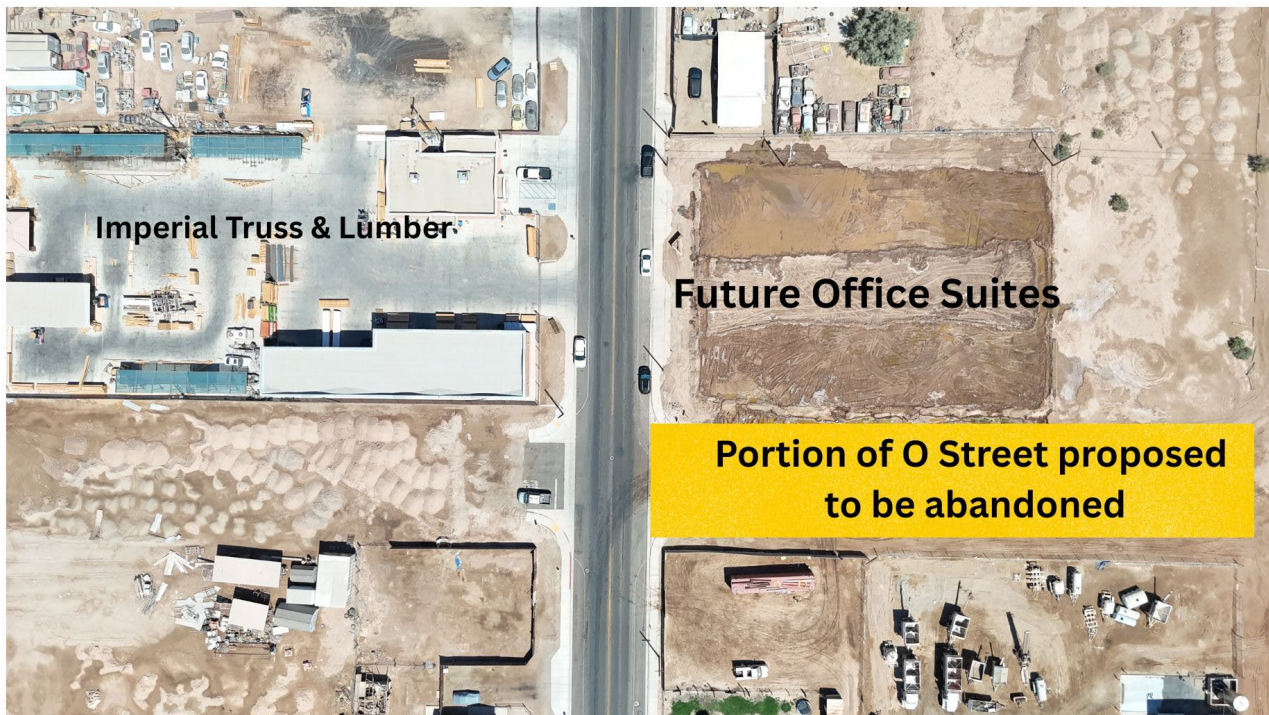 Imperial Truss & Lumber
Future Office Suites
Portion of O Street proposed
to be abandoned